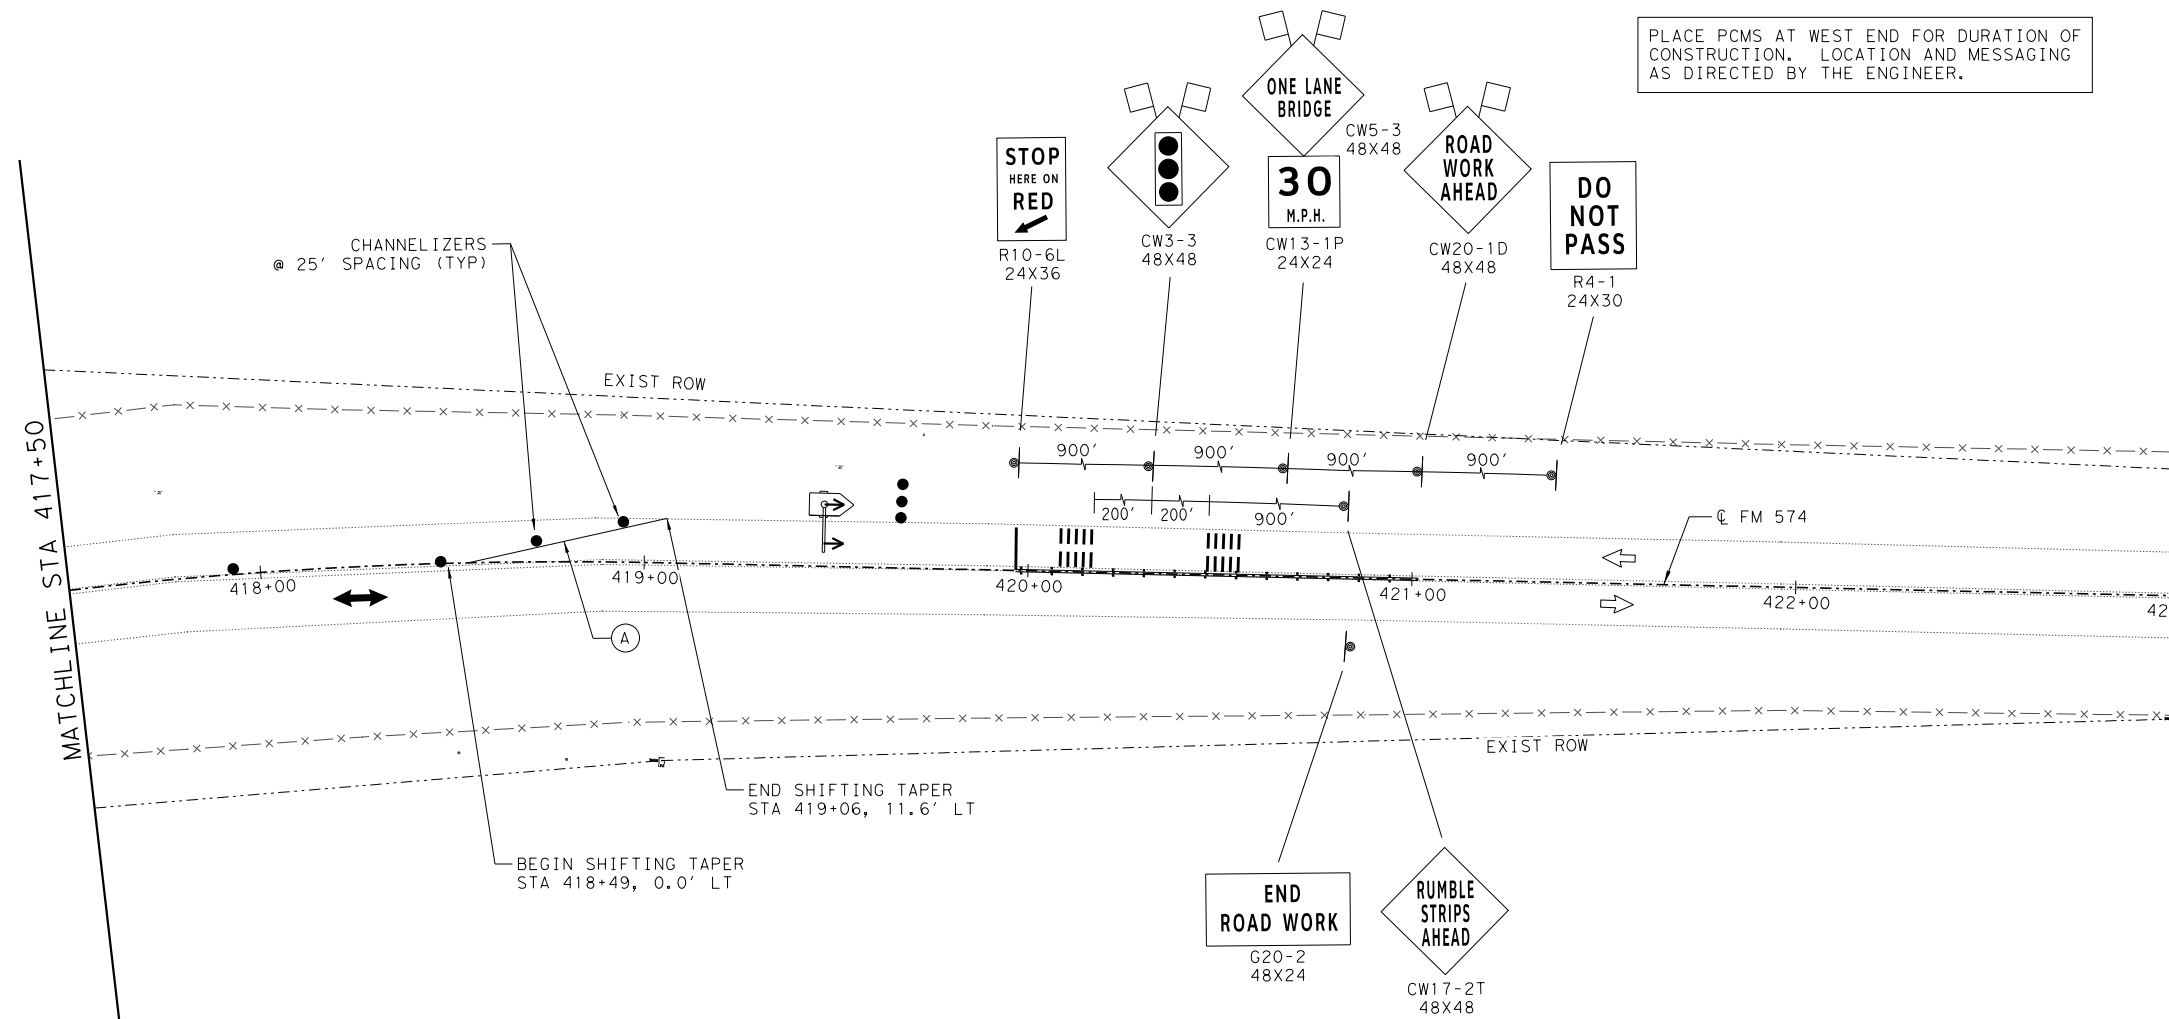 PLACE PCMS AT WEST END FOR DURATION OF
CONSTRUCTION. LOCATION AND MESSAGING
AS DIRECTED BY THE ENGINEER.
ONE LANE
BRIDGE
CW5-3
48X48
30
M.P.H.
CW13-1P
24X24
STOP
HERE ON
RED
R10-6L
24X36
CW3-3
48X48
ROAD
WORK
AHEAD
CW20-1D
48X48
DO
NOT
PASS
R4-1
24X30
CHANNELIZERS
@ 25' SPACING (TYP)
EXIST ROW
900'
900'
900'
900'
200'
200'
900'
℄ FM 574
MATCHLINE STA 417+50
418+00
419+00
420+00
421+00
422+00
42
A
EXIST ROW
END SHIFTING TAPER
STA 419+06, 11.6' LT
BEGIN SHIFTING TAPER
STA 418+49, 0.0' LT
END
ROAD WORK
G20-2
48X24
RUMBLE
STRIPS
AHEAD
CW17-2T
48X48